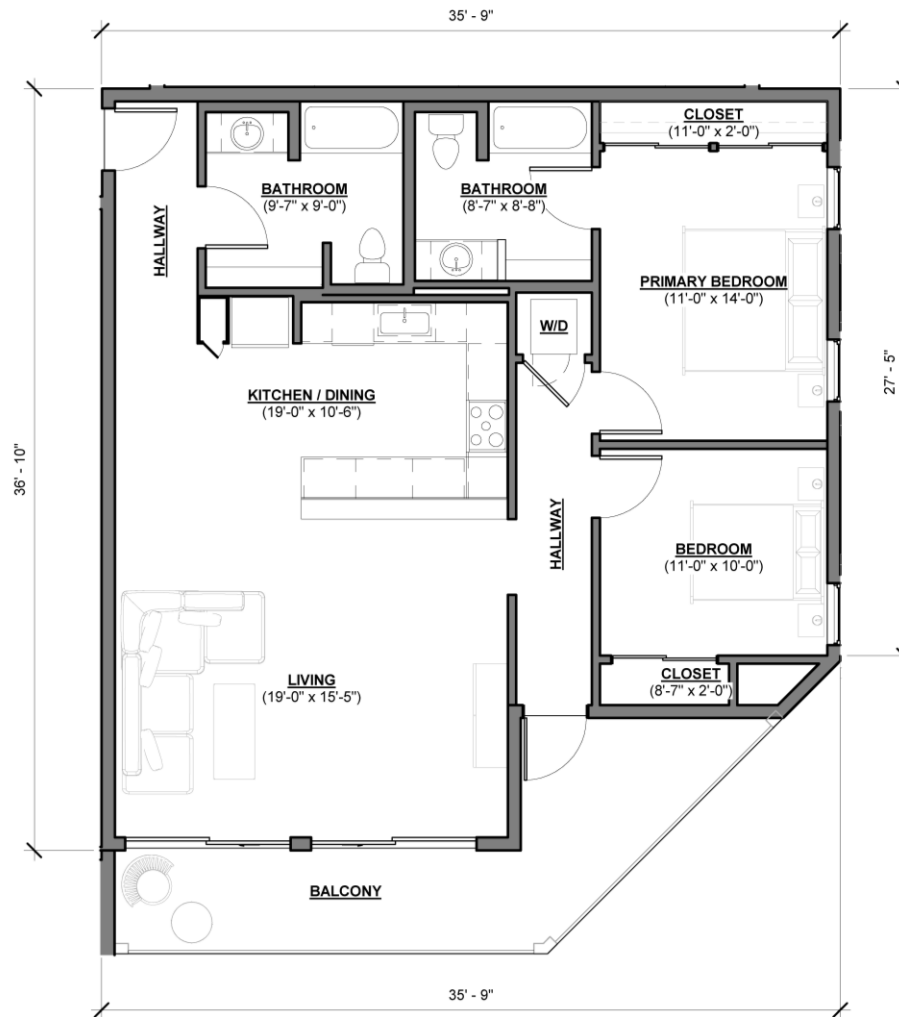 35' - 9"
CLOSET
(11'-0" x 2'-0")
BATHROOM
(9'-7" x 9'-0")
BATHROOM
(8'-7" x 8'-8")
HALLWAY
PRIMARY BEDROOM
(11'-0" x 14'-0")
W/D
27' - 5"
KITCHEN / DINING
(19'-0" x 10'-6")
36' - 10"
HALLWAY
BEDROOM
(11'-0" x 10'-0")
LIVING
(19'-0" x 15'-5")
CLOSET
(8'-7" x 2'-0")
BALCONY
35' - 9"